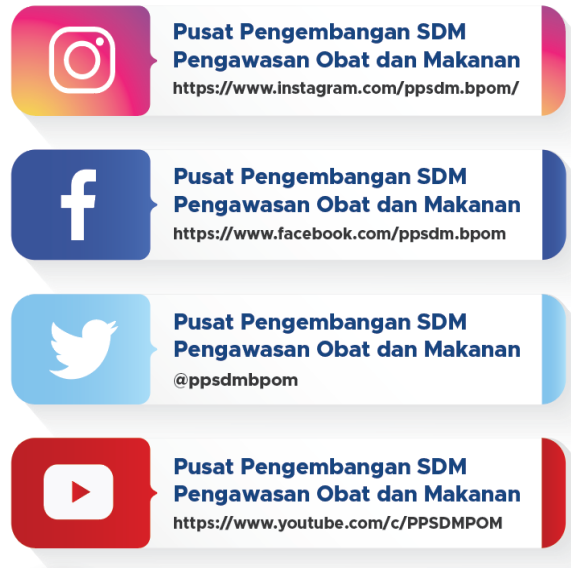 Pusat Pengembangan SDM
Pengawasan Obat dan Makanan
https://www.instagram.com/ppsdm.bpom/
Pusat Pengembangan SDM
Pengawasan Obat dan Makanan
https://www.facebook.com/ppsdm.bpom
Pusat Pengembangan SDM
Pengawasan Obat dan Makanan
@ppsdmbpom
Pusat Pengembangan SDM
Pengawasan Obat dan Makanan
https://www.youtube.com/c/PPSDMPOM